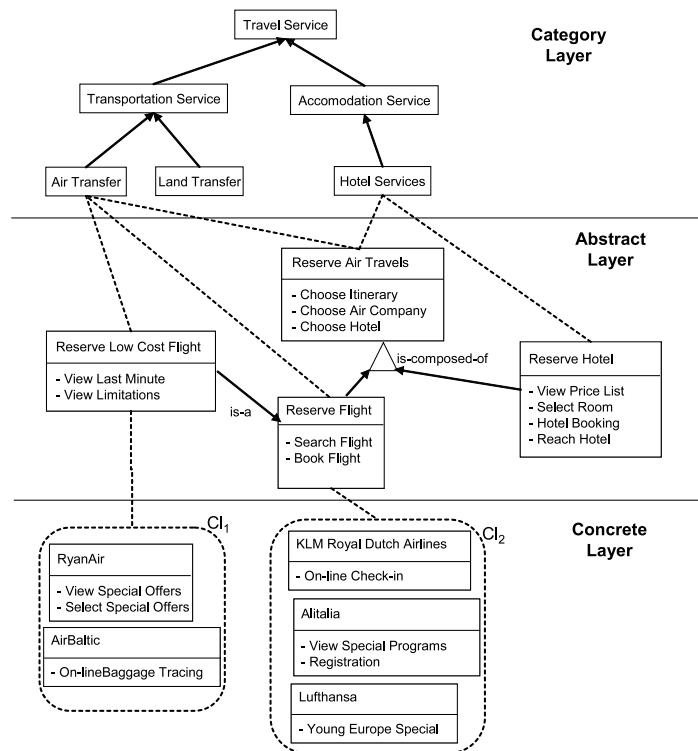 Travel Service
Category
Layer
Transportation Service
Accomodation Service
Air Transfer
Land Transfer
Hotel Services
Abstract
Layer
Reserve Air Travels
- Choose Itinerary
- Choose Air Company
- Choose Hotel
Reserve Low Cost Flight
- View Last Minute
- View Limitations
is-composed-of
Reserve Hotel
- View Price List
- Select Room
- Hotel Booking
- Reach Hotel
is-a
Reserve Flight
- Search Flight
- Book Flight
Concrete
Layer
Cl1
RyanAir
- View Special Offers
- Select Special Offers
AirBaltic
- On-lineBaggage Tracing
Cl2
KLM Royal Dutch Airlines
- On-line Check-in
Alitalia
- View Special Programs
- Registration
Lufthansa
- Young Europe Special